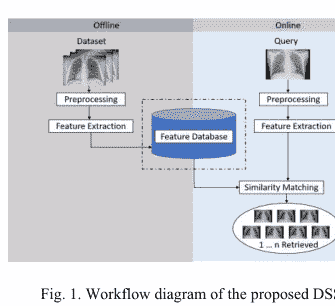 Offline
Online
Dataset
Query
Preprocessing
Preprocessing
Feature Extraction
Feature Extraction
Feature Database
Similarity Matching
1 ... n Retrieved
Fig. 1. Workflow diagram of the proposed